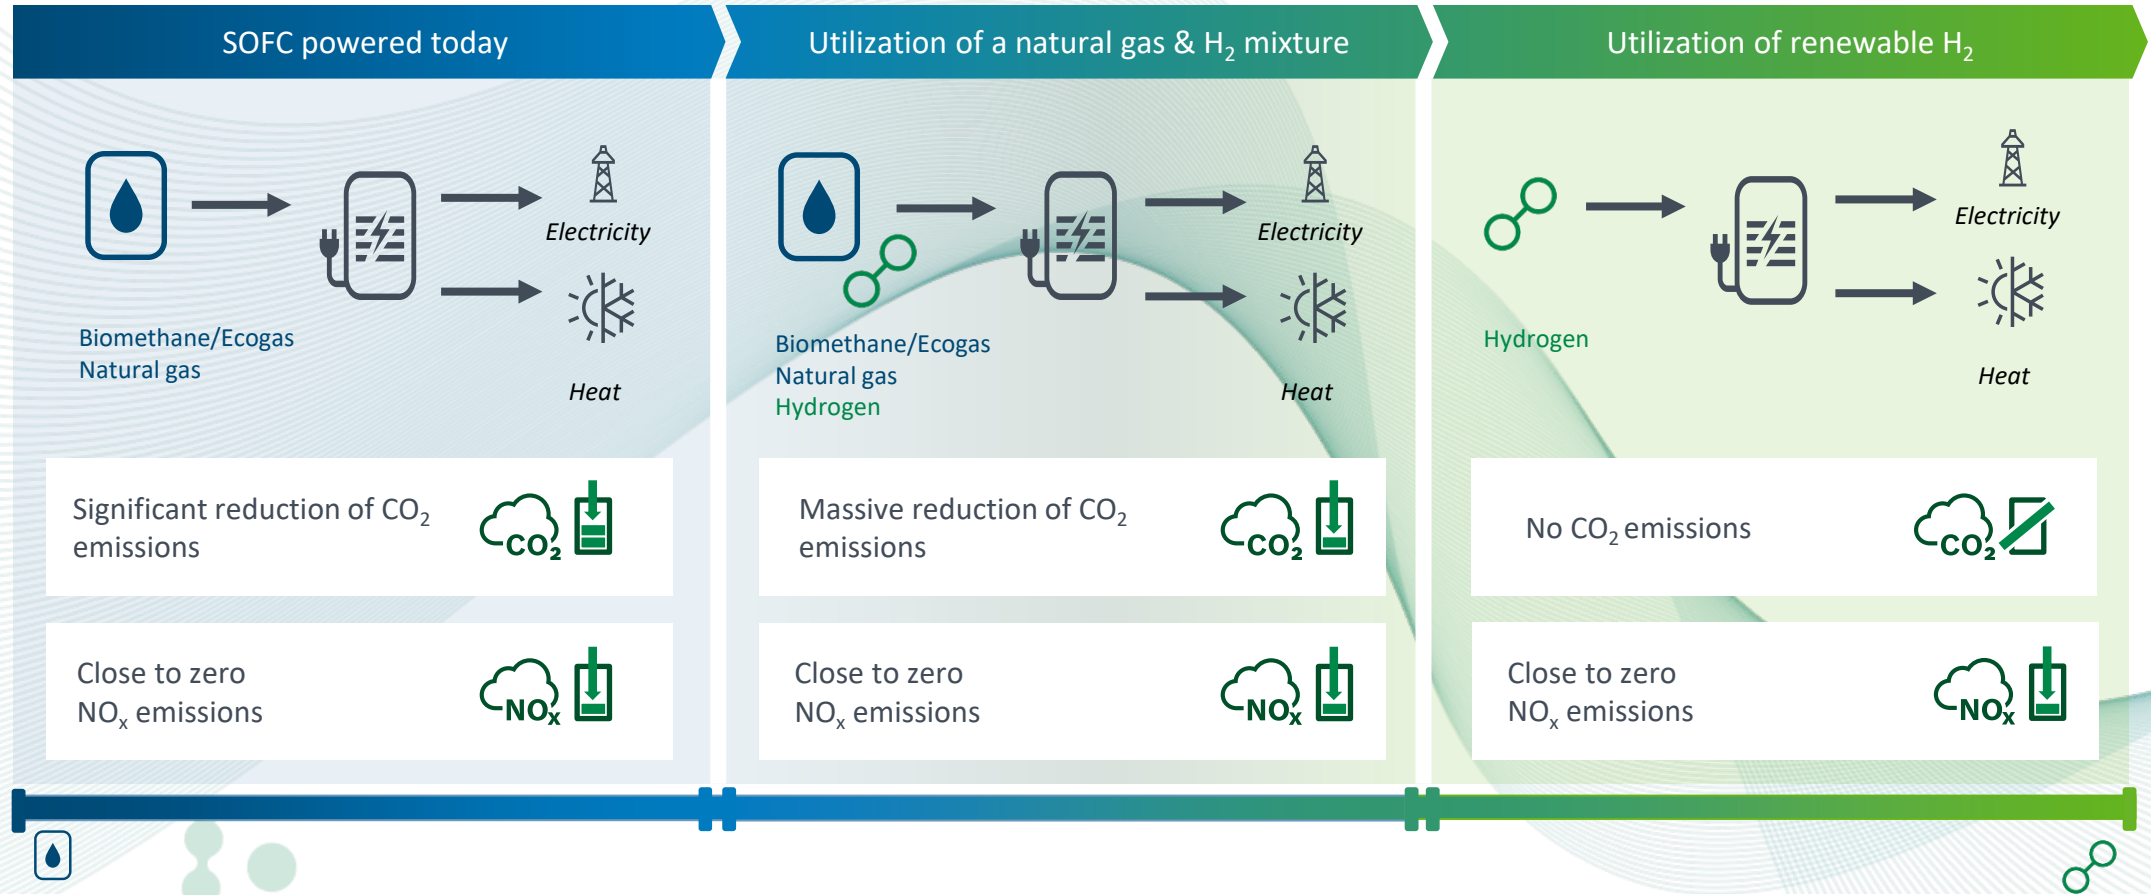 SOFC powered today
Utilization of a natural gas & H₂ mixture
Utilization of renewable H₂
Electricity
Biomethane/Ecogas
Natural gas
Heat
Electricity
Biomethane/Ecogas
Natural gas
Hydrogen
Heat
Electricity
Hydrogen
Heat
Significant reduction of CO₂
emissions
CO₂
Massive reduction of CO₂
emissions
CO₂
No CO₂ emissions
CO₂
Close to zero
NOₓ emissions
NOₓ
Close to zero
NOₓ emissions
NOₓ
Close to zero
NOₓ emissions
NOₓ